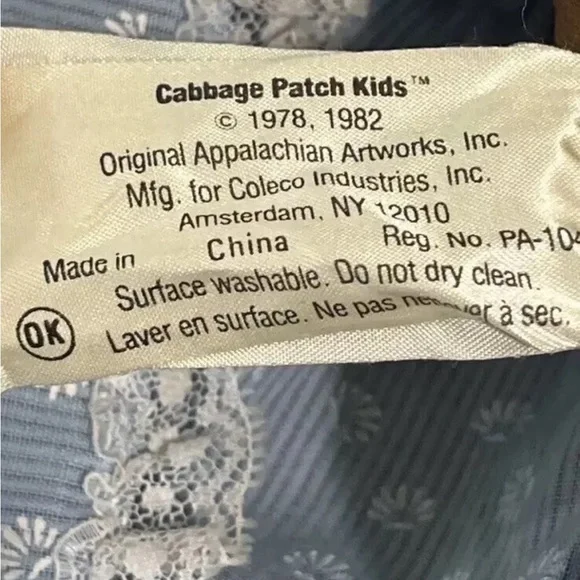 Cabbage Patch Kids™
© 1978, 1982
Original Appalachian Artworks, Inc.
Mfg. for Coleco Industries, Inc.
Amsterdam, NY 12010
Made in China Reg. No. PA-104
Surface washable. Do not dry clean.
OK Laver en surface. Ne pas à sec.